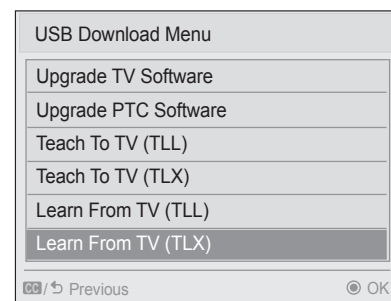 USB Download Menu
Upgrade TV Software
Upgrade PTC Software
Teach To TV (TLL)
Teach To TV (TLX)
Learn From TV (TLL)
Learn From TV (TLX)
CC/ Previous
OK